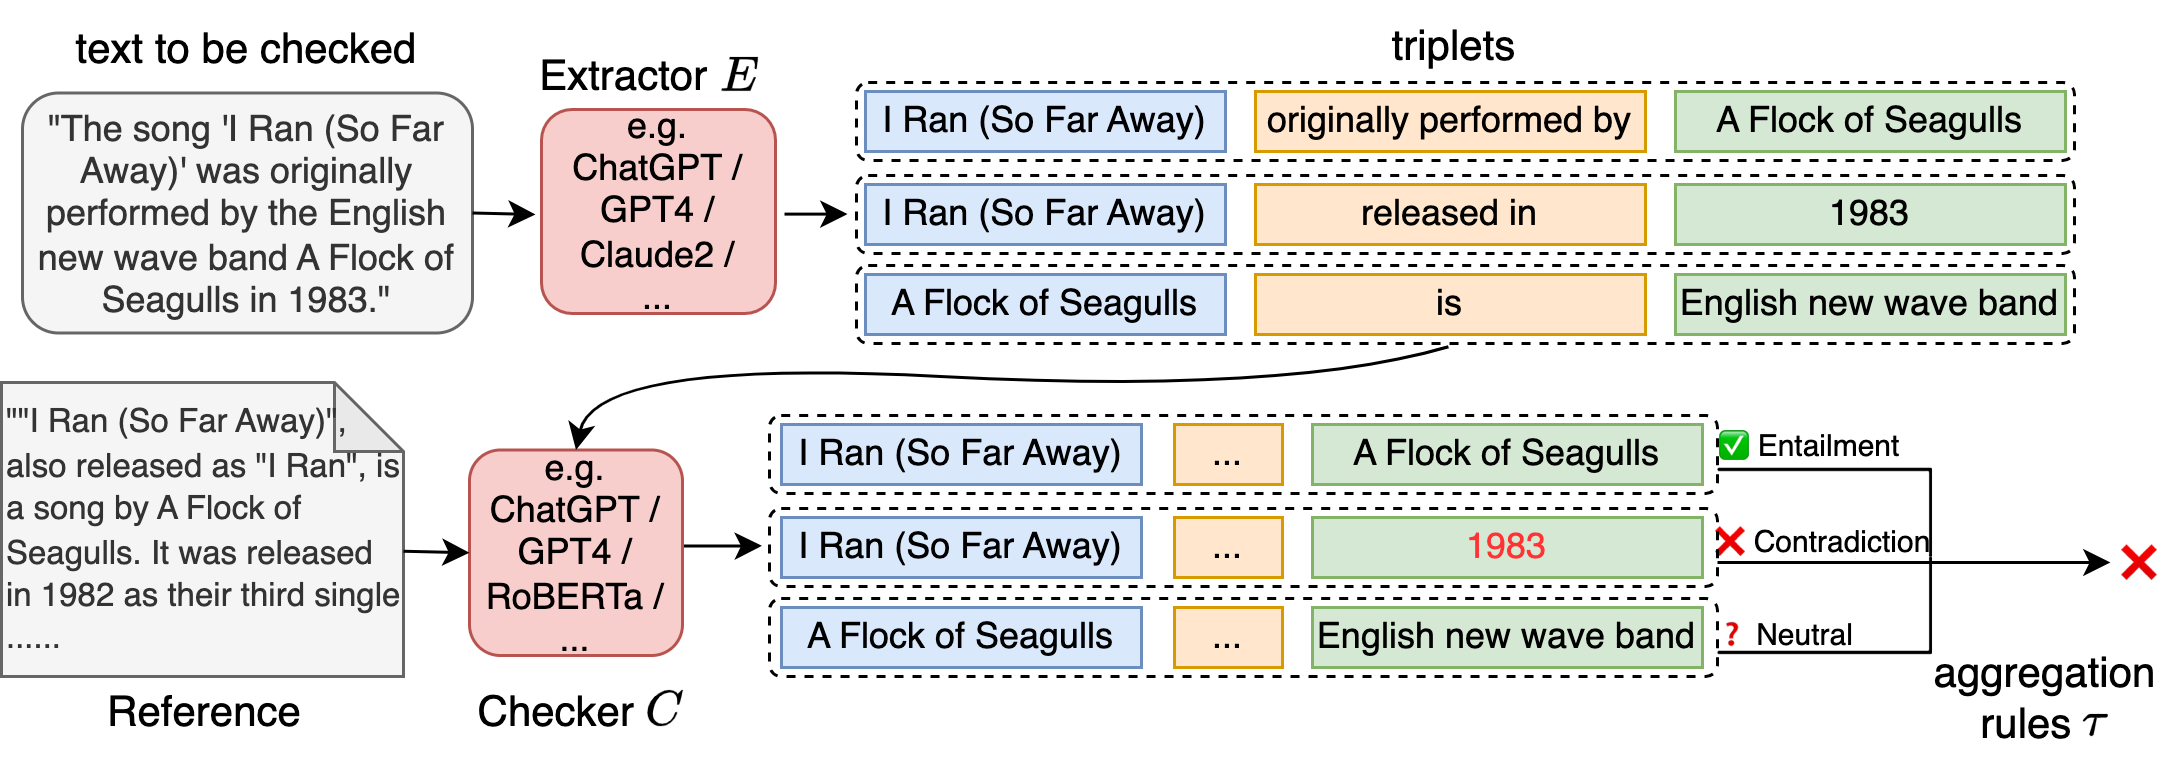 text to be checked
"The song 'I Ran (So Far
Away)' was originally
performed by the English
new wave band A Flock of
Seagulls in 1983."
Extractor E
e.g.
ChatGPT /
GPT4 /
Claude2 /
...
triplets
I Ran (So Far Away) originally performed by A Flock of Seagulls
I Ran (So Far Away) released in 1983
A Flock of Seagulls is English new wave band
""I Ran (So Far Away)",
also released as "I Ran", is
a song by A Flock of
Seagulls. It was released
in 1982 as their third single
......
Reference
e.g.
ChatGPT /
GPT4 /
RoBERTa /
...
Checker C
I Ran (So Far Away) ... A Flock of Seagulls ✅ Entailment
I Ran (So Far Away) ... 1983 ❌ Contradiction
A Flock of Seagulls ... English new wave band ❓ Neutral
❌
aggregation
rules τ